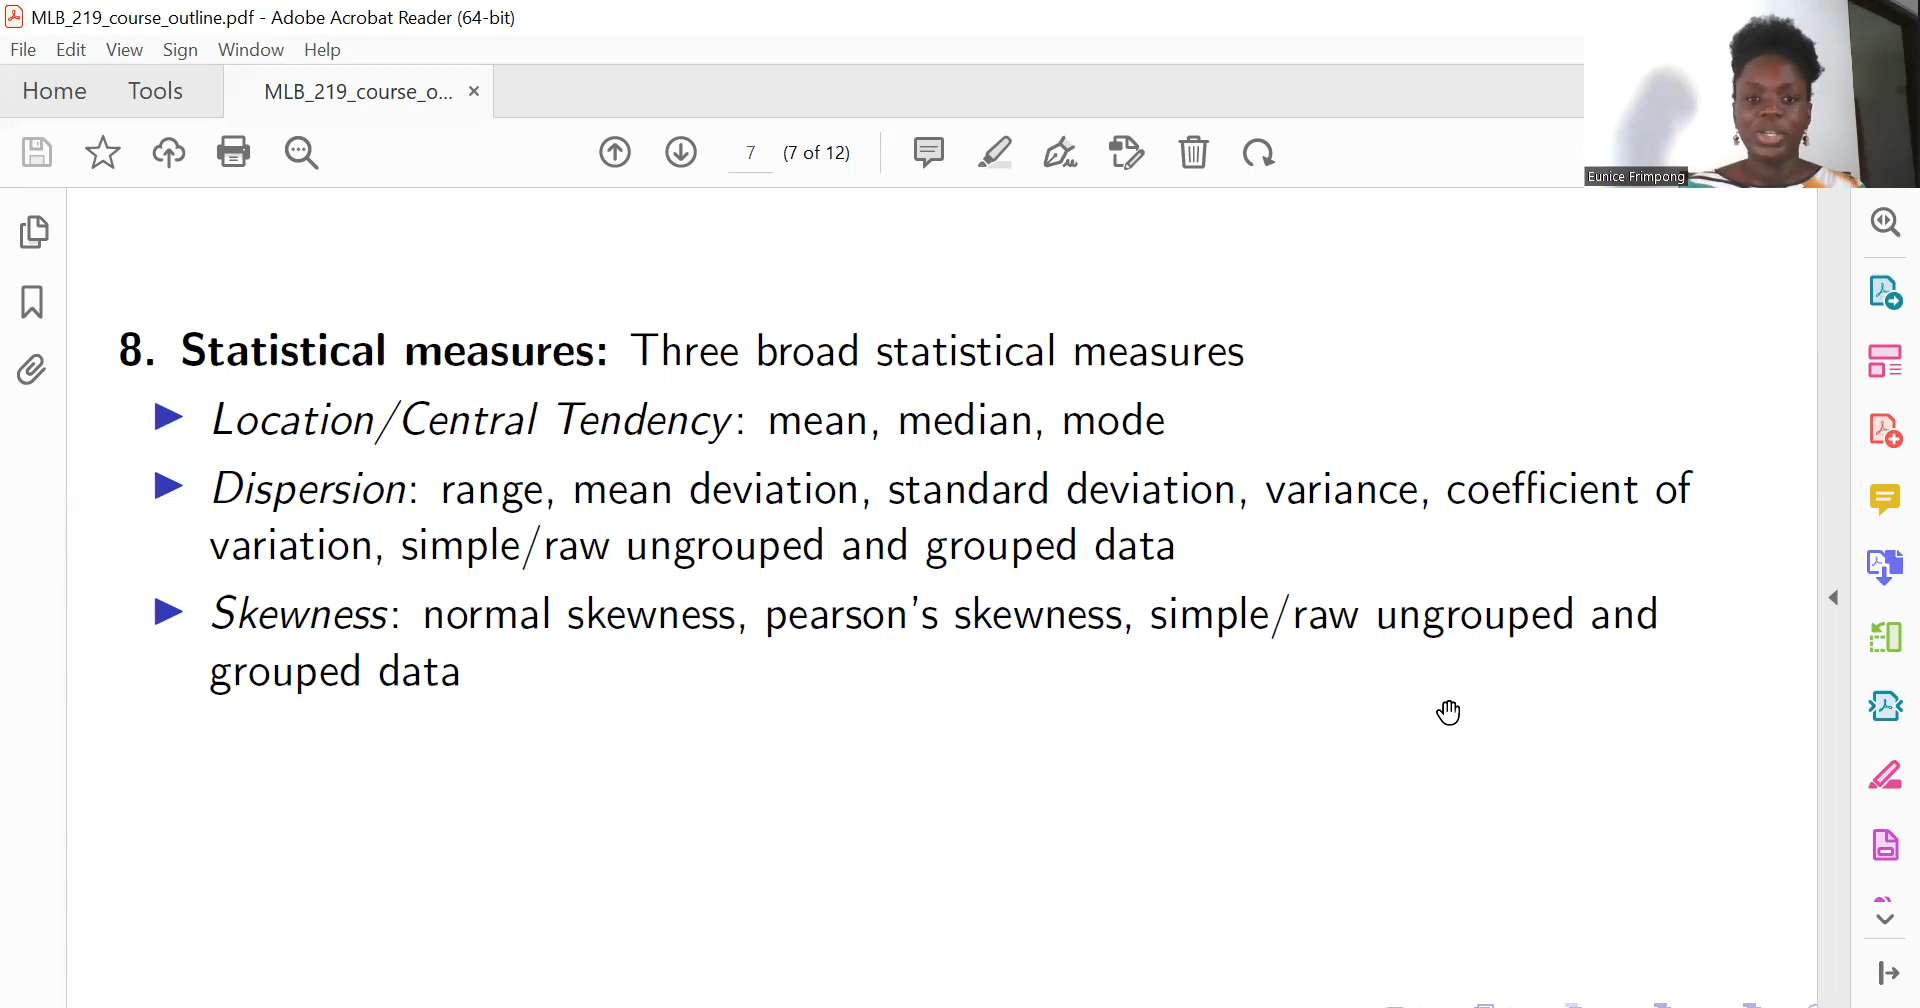 MLB_219_course_outline.pdf - Adobe Acrobat Reader (64-bit)
File Edit View Sign Window Help
Home Tools MLB_219_course_o... ×
7 (7 of 12)
Eunice Frimpong
8. Statistical measures: Three broad statistical measures
▶ Location/Central Tendency: mean, median, mode
▶ Dispersion: range, mean deviation, standard deviation, variance, coefficient of
variation, simple/raw ungrouped and grouped data
▶ Skewness: normal skewness, pearson's skewness, simple/raw ungrouped and
grouped data